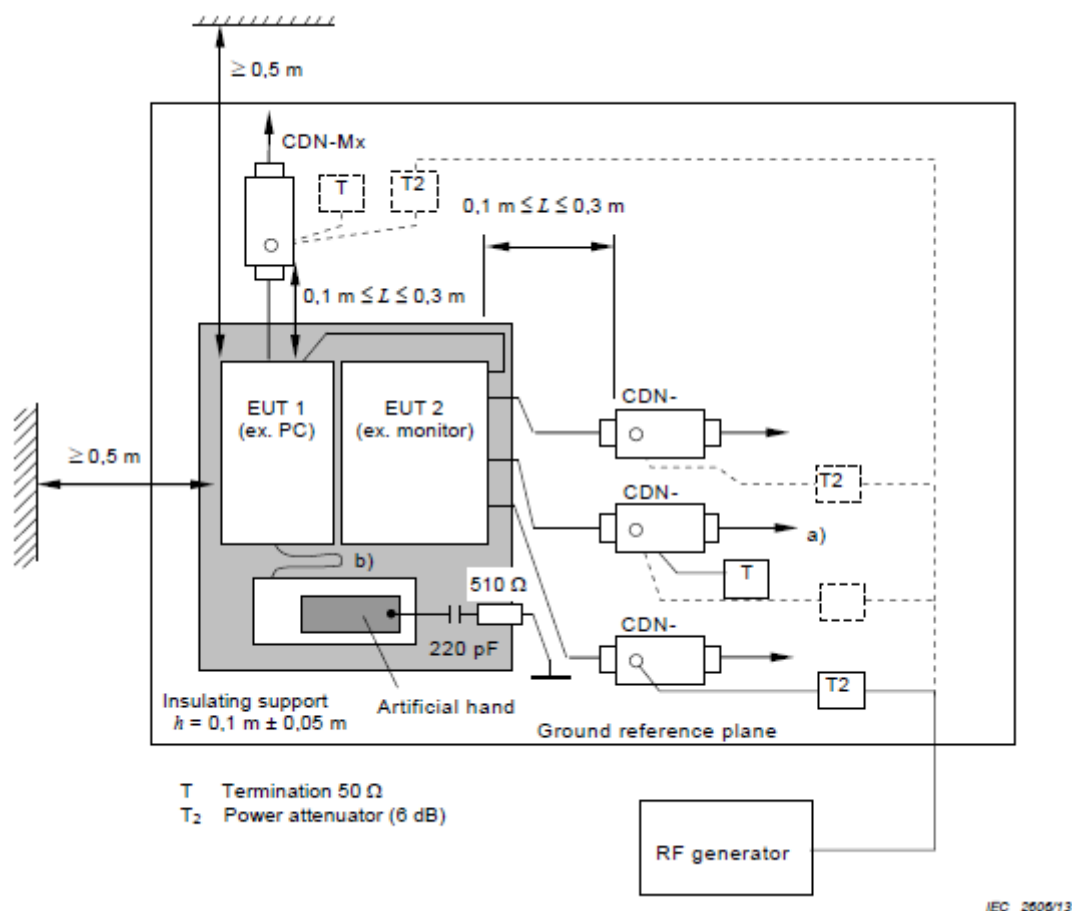 ≥ 0,5 m
CDN-Mx
T
T2
0,1 m ≤ L ≤ 0,3 m
0,1 m ≤ L ≤ 0,3 m
EUT 1
(ex. PC)
EUT 2
(ex. monitor)
CDN-
≥ 0,5 m
T2
CDN-
a)
b)
T
510 Ω
CDN-
220 pF
T2
Insulating support
h = 0,1 m ± 0,05 m
Artificial hand
Ground reference plane
T Termination 50 Ω
T₂ Power attenuator (6 dB)
RF generator
IEC 2606/13